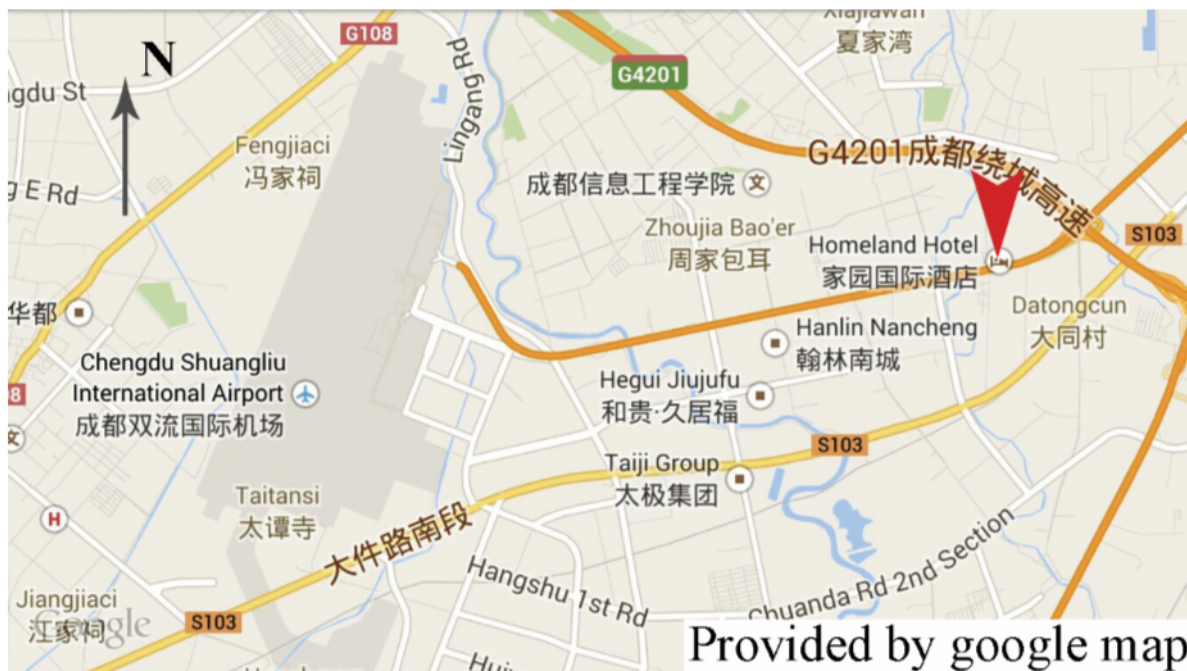 Xiajiawan
夏家湾
G108
N
G4201
ngdu St
Lingang Rd
Fengjiaci
冯家祠
G4201成都绕城高速
成都信息工程学院
文
g E Rd
Zhoujia Bao'er
周家包耳
S103
Homeland Hotel
家园国际酒店
Datongcun
大同村
华都
Hanlin Nancheng
翰林南城
Chengdu Shuangliu
International Airport
成都双流国际机场
Hegui Jiujufu
和贵·久居福
8
文
S103
Taiji Group
太极集团
Taitansi
太谭寺
H
大件路南段
Hangshu 1st Rd
Chuanda Rd 2nd Section
Jiangjiaci
江家祠
Google
S103
Provided by google map